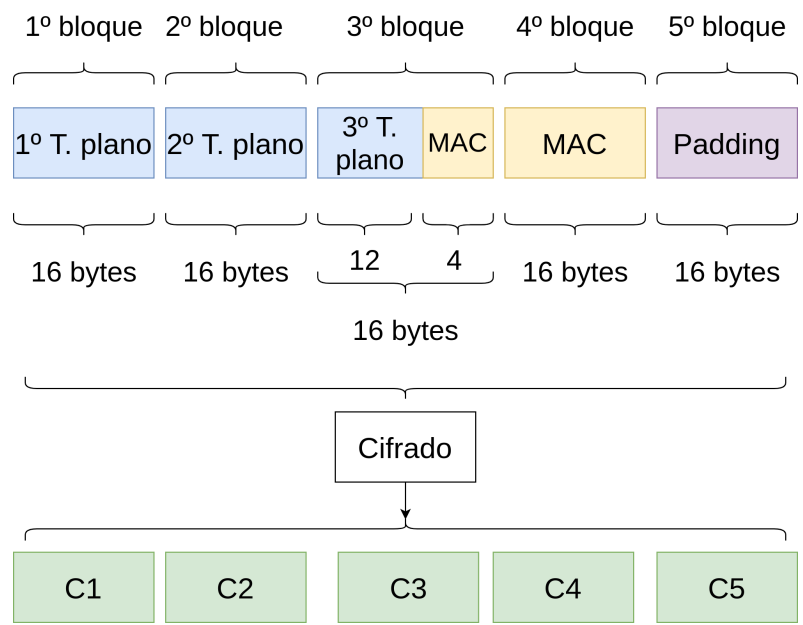 1º bloque 2º bloque 3º bloque 4º bloque 5º bloque
1º T. plano 2º T. plano 3º T. plano MAC MAC Padding
16 bytes 16 bytes 12 4 16 bytes 16 bytes
16 bytes
Cifrado
C1 C2 C3 C4 C5